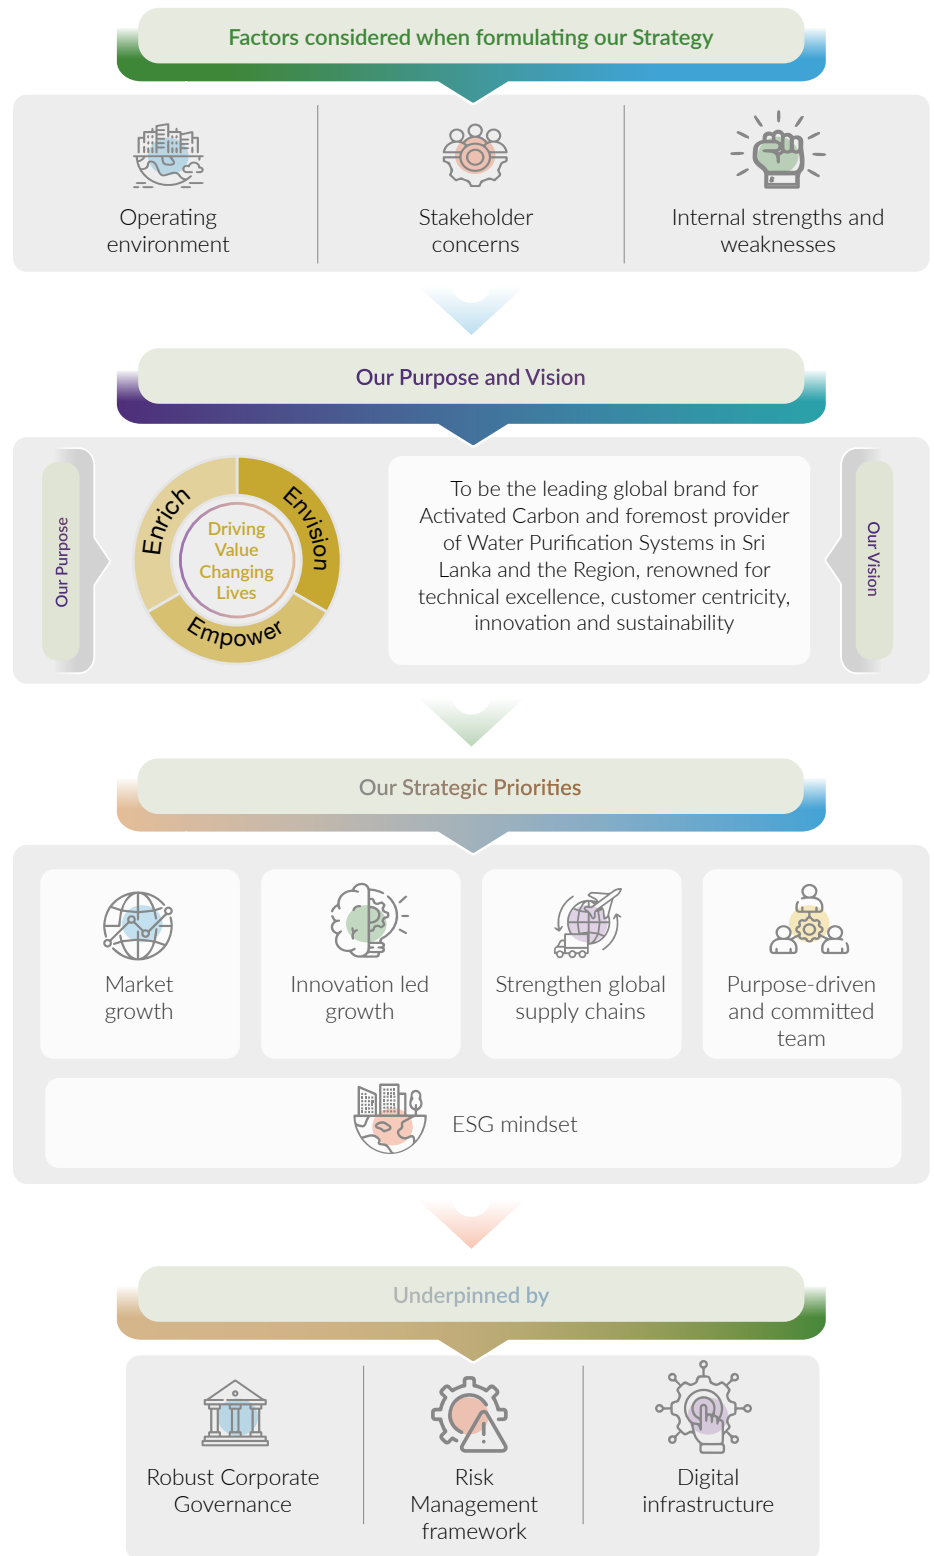 Factors considered when formulating our Strategy
Operating
environment
Stakeholder
concerns
Internal strengths and
weaknesses
Our Purpose and Vision
Our Purpose
Enrich
Envision
Empower
Driving
Value
Changing
Lives
To be the leading global brand for
Activated Carbon and foremost provider
of Water Purification Systems in Sri
Lanka and the Region, renowned for
technical excellence, customer centricity,
innovation and sustainability
Our Vision
Our Strategic Priorities
Market
growth
Innovation led
growth
Strengthen global
supply chains
Purpose-driven
and committed
team
ESG mindset
Underpinned by
Robust Corporate
Governance
Risk
Management
framework
Digital
infrastructure